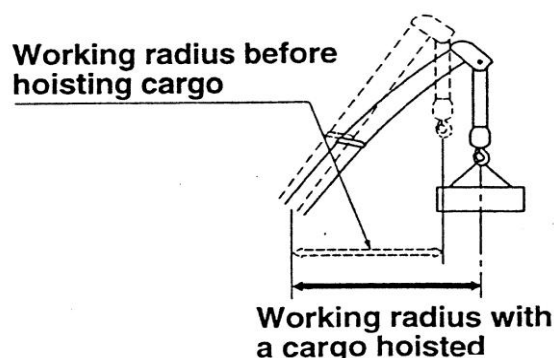 Working radius before
hoisting cargo
Working radius with
a cargo hoisted